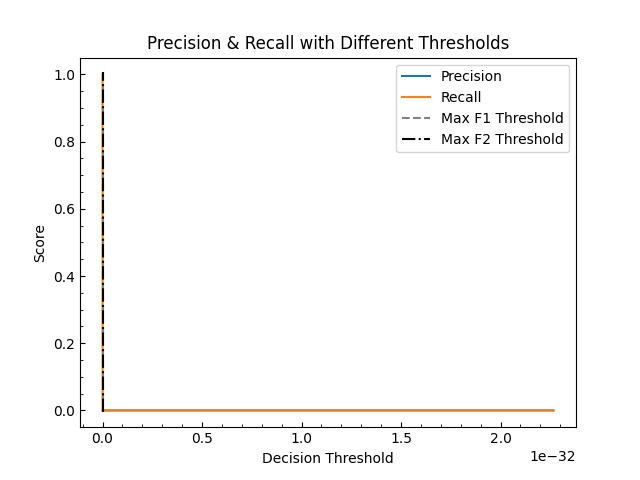 Precision & Recall with Different Thresholds
Precision
Recall
Max F1 Threshold
Max F2 Threshold
1.0
0.8
0.6
0.4
0.2
0.0
Score
0.0 0.5 1.0 1.5 2.0
1e−32
Decision Threshold